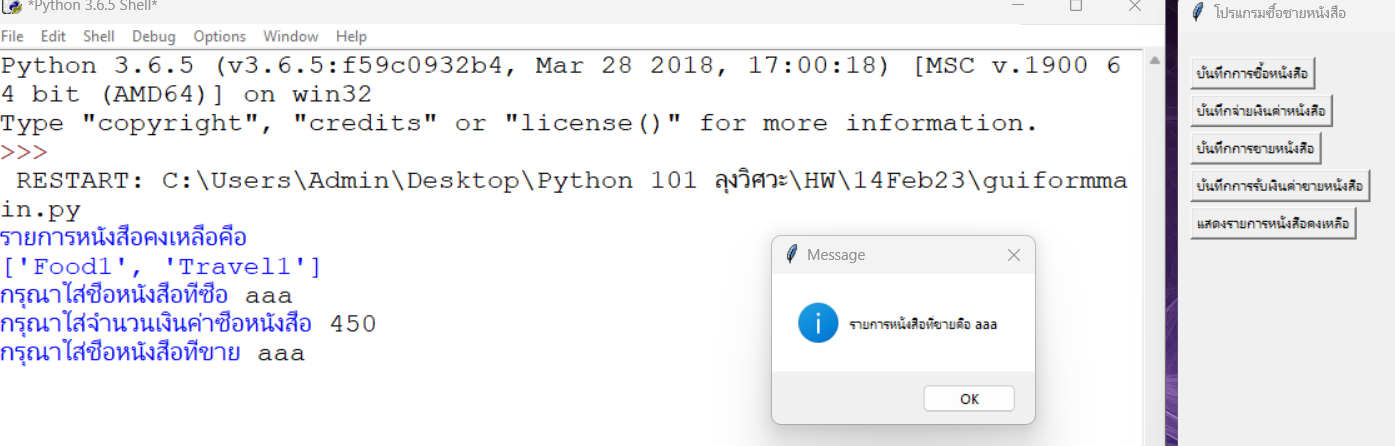 *Python 3.6.5 Shell*
File Edit Shell Debug Options Window Help
Python 3.6.5 (v3.6.5:f59c0932b4, Mar 28 2018, 17:00:18) [MSC v.1900 6
4 bit (AMD64)] on win32
Type "copyright", "credits" or "license()" for more information.
>>>
RESTART: C:\Users\Admin\Desktop\Python 101 ลุงวิศวะ\HW\14Feb23\guiformma
in.py
รายการหนังสือคงเหลือคือ
['Food1', 'Travel1']
กรุณาใส่ชื่อหนังสือที่ซื้อ aaa
กรุณาใส่จำนวนเงินค่าซื้อหนังสือ 450
กรุณาใส่ชื่อหนังสือที่ขาย aaa
Message
รายการหนังสือที่ขายคือ aaa
OK
โปรแกรมซื้อขายหนังสือ
บันทึกการซื้อหนังสือ
บันทึกจ่ายเงินค่าหนังสือ
บันทึกการขายหนังสือ
บันทึกการรับเงินค่าขายหนังสือ
แสดงรายการหนังสือคงเหลือ